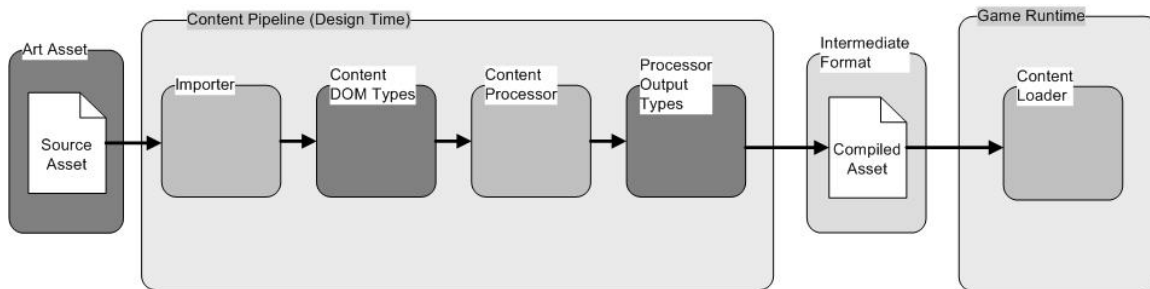 Content Pipeline (Design Time)
Game Runtime
Art Asset
Intermediate
Format
Importer
Content
DOM Types
Content
Processor
Processor
Output
Types
Content
Loader
Source
Asset
Compiled
Asset